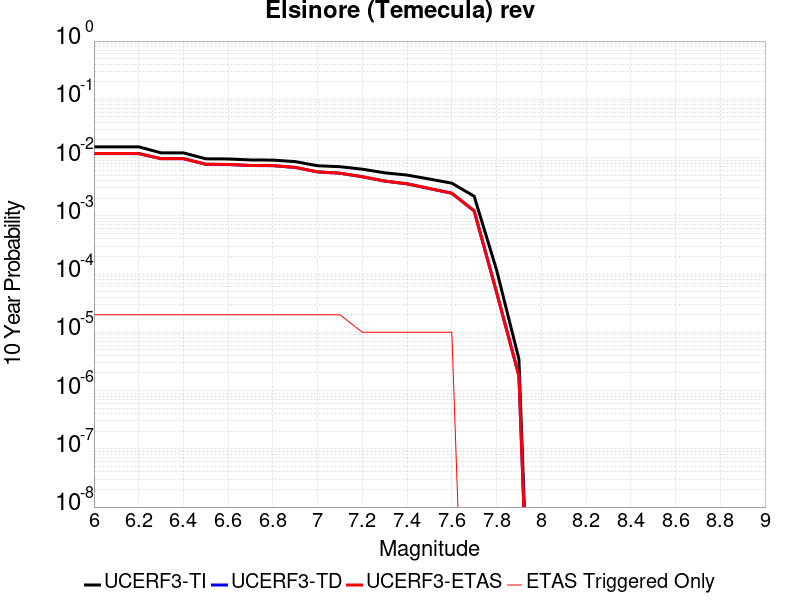 Elsinore (Temecula) rev
10 0
10 -1
10 -2
10 -3
10 -4
10 -5
10 -6
10 -7
10 -8
10 Year Probability
6 6.2 6.4 6.6 6.8 7 7.2 7.4 7.6 7.8 8 8.2 8.4 8.6 8.8 9
Magnitude
UCERF3-TI UCERF3-TD UCERF3-ETAS ETAS Triggered Only